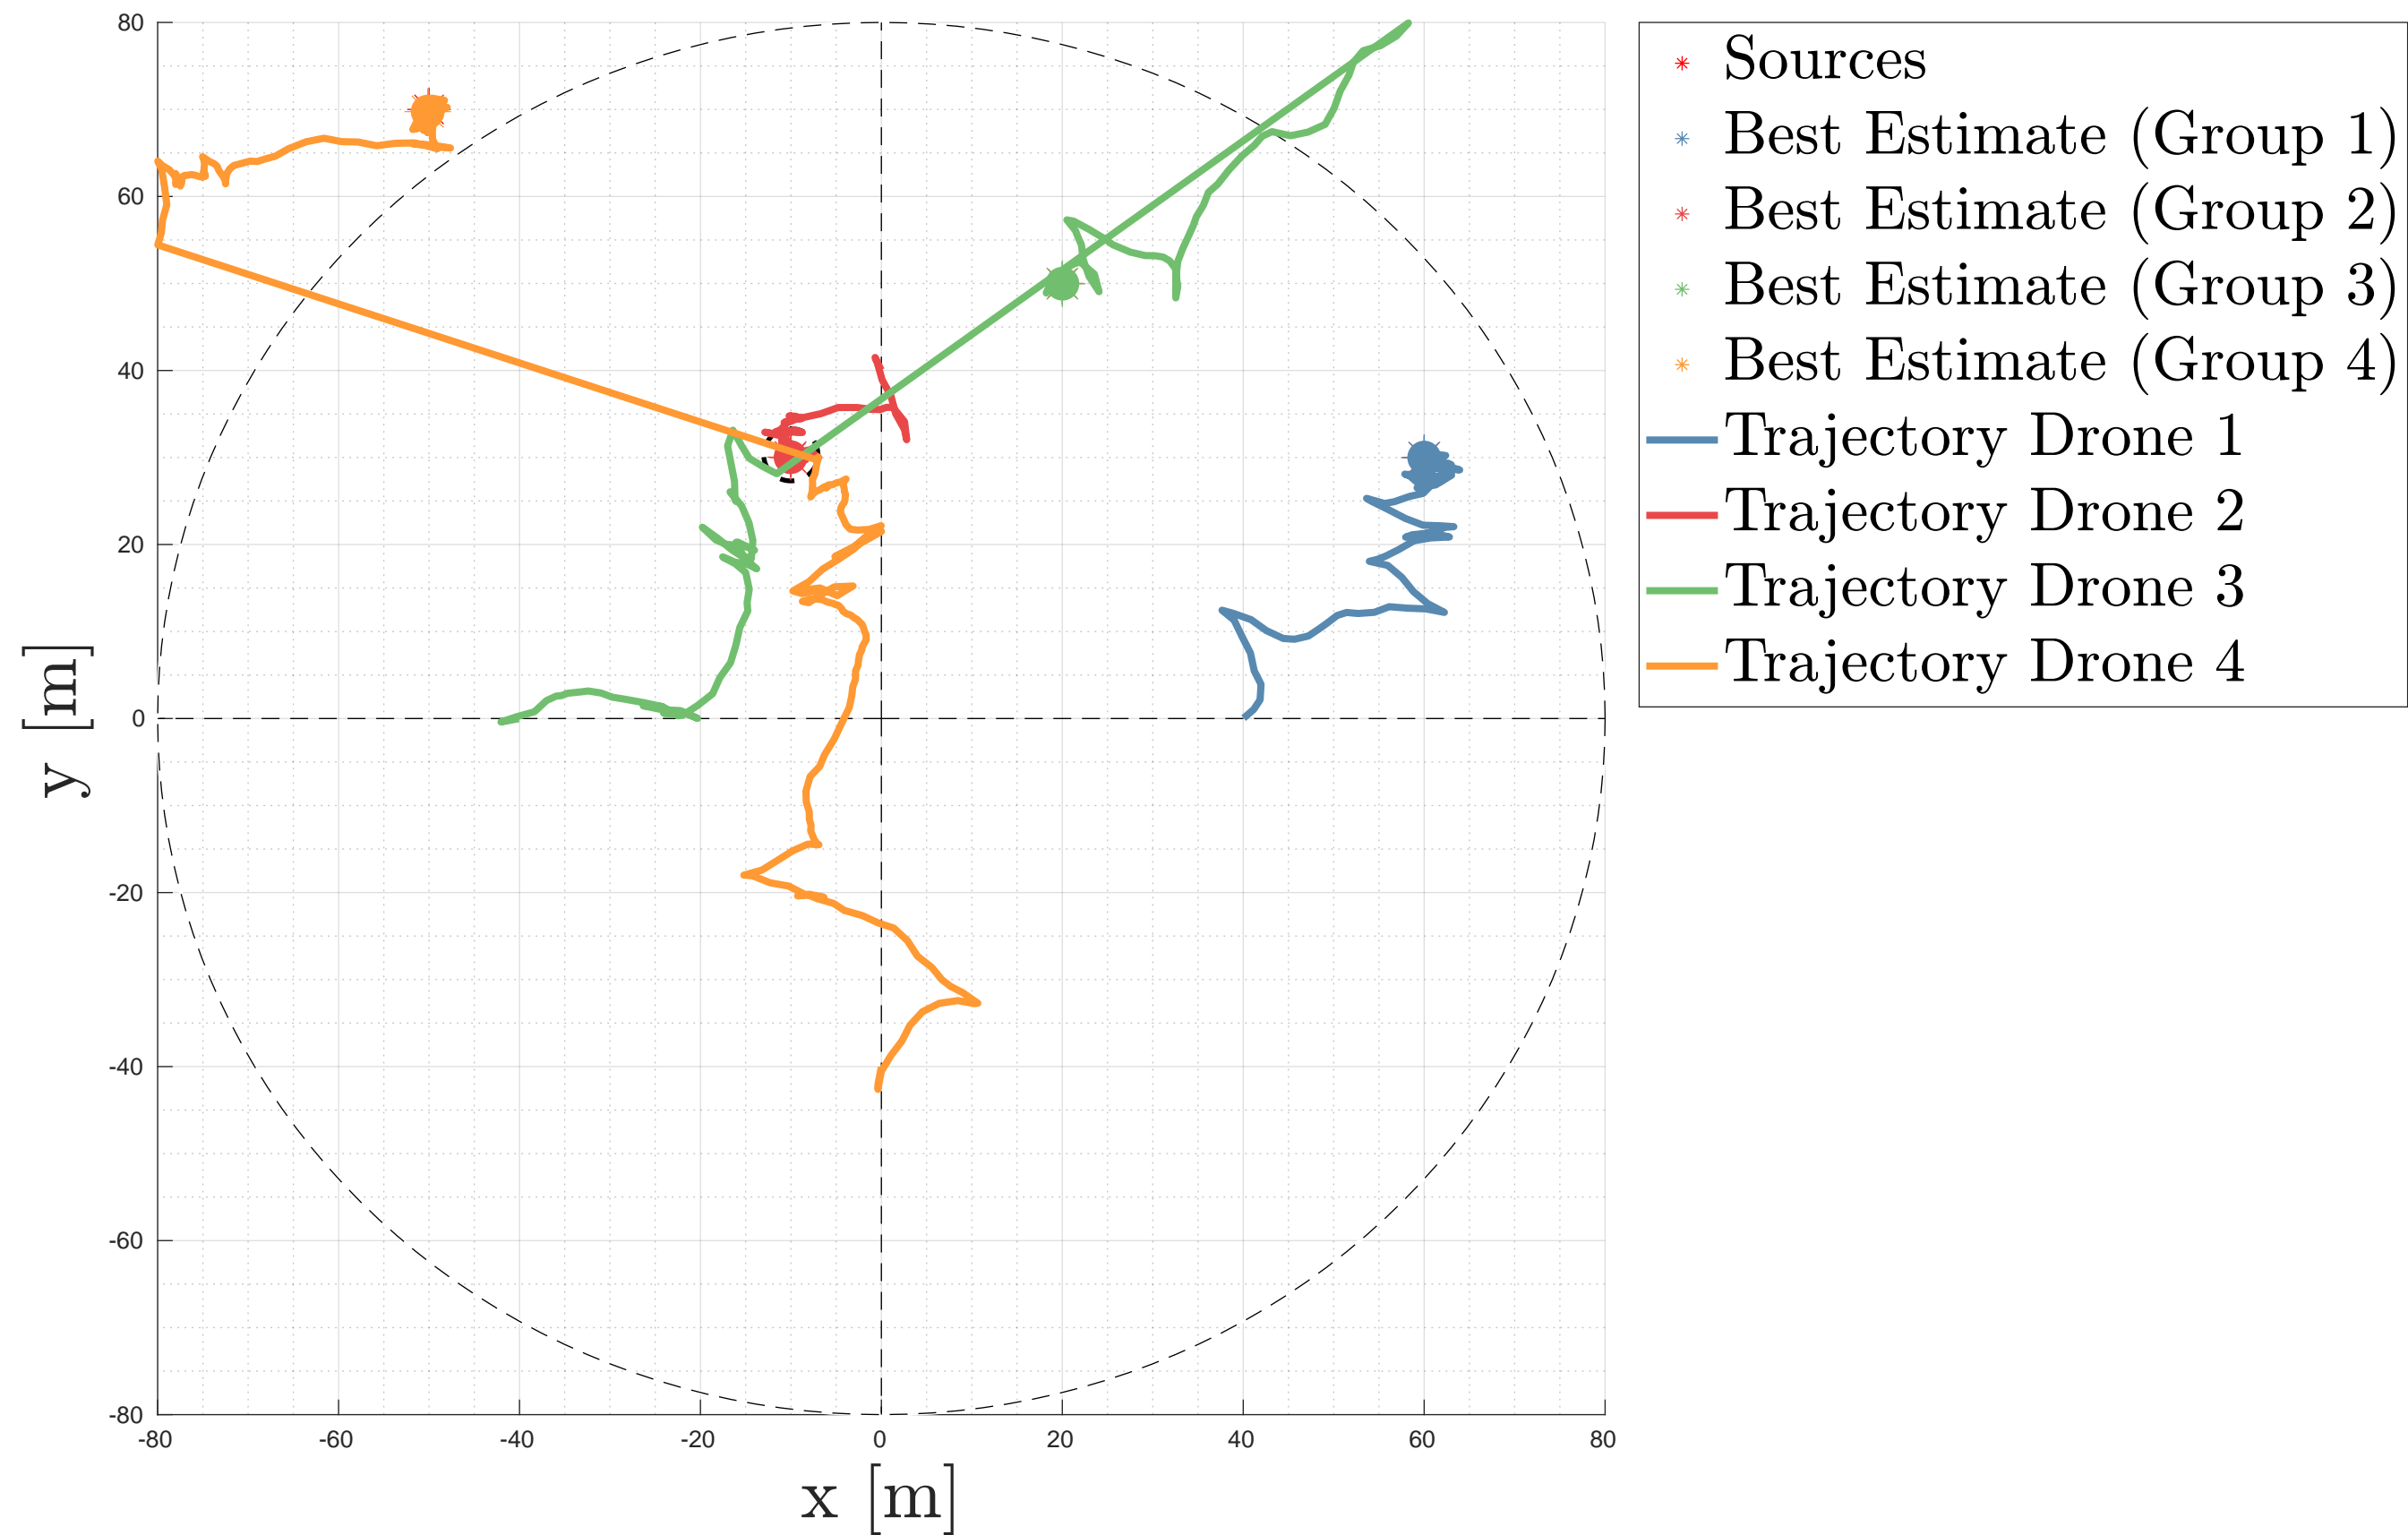 80
60
40
20
0
-20
-40
-60
-80
-80 -60 -40 -20 0 20 40 60 80
x [m]
y [m]
Sources
Best Estimate (Group 1)
Best Estimate (Group 2)
Best Estimate (Group 3)
Best Estimate (Group 4)
Trajectory Drone 1
Trajectory Drone 2
Trajectory Drone 3
Trajectory Drone 4